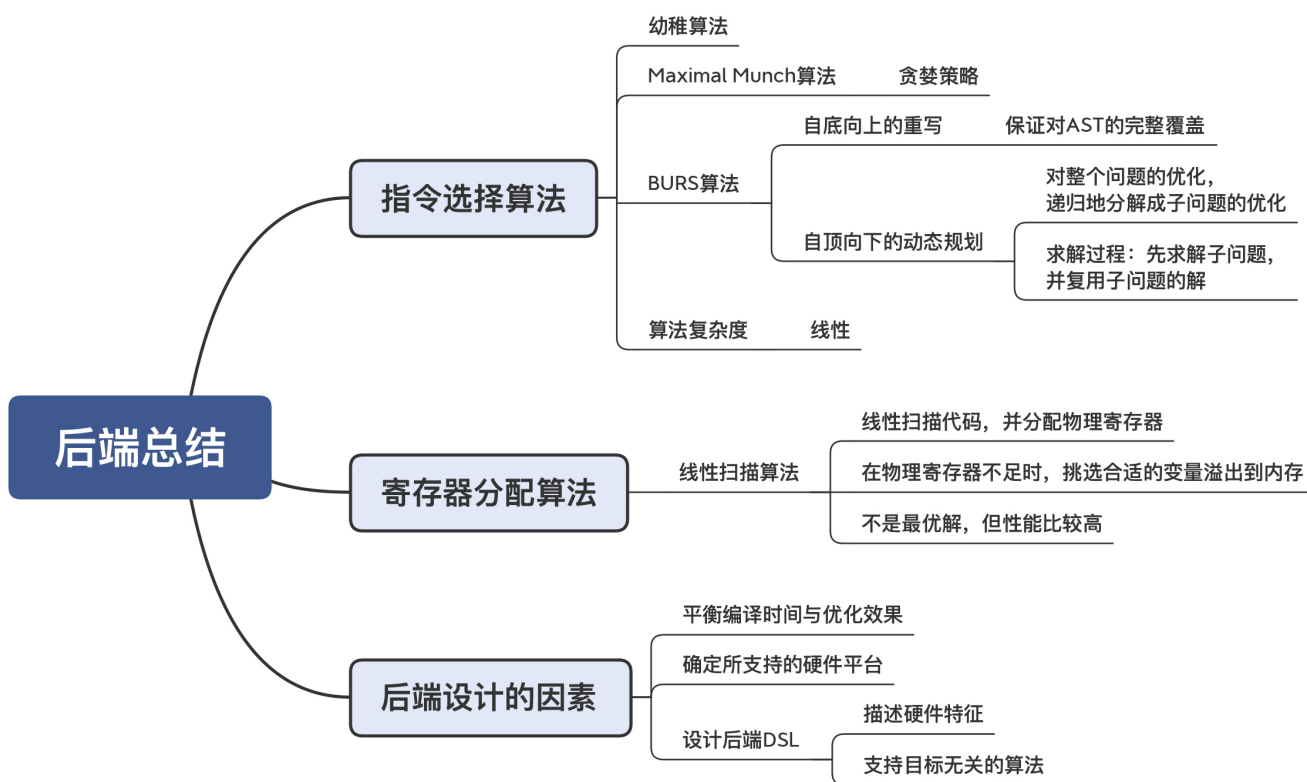 后端总结
指令选择算法
幼稚算法
Maximal Munch算法
贪婪策略
BURS算法
自底向上的重写
保证对AST的完整覆盖
自顶向下的动态规划
对整个问题的优化，
递归地分解成子问题的优化
求解过程：先求解子问题，
并复用子问题的解
算法复杂度
线性
寄存器分配算法
线性扫描算法
线性扫描代码，并分配物理寄存器
在物理寄存器不足时，挑选合适的变量溢出到内存
不是最优解，但性能比较高
后端设计的因素
平衡编译时间与优化效果
确定所支持的硬件平台
设计后端DSL
描述硬件特征
支持目标无关的算法